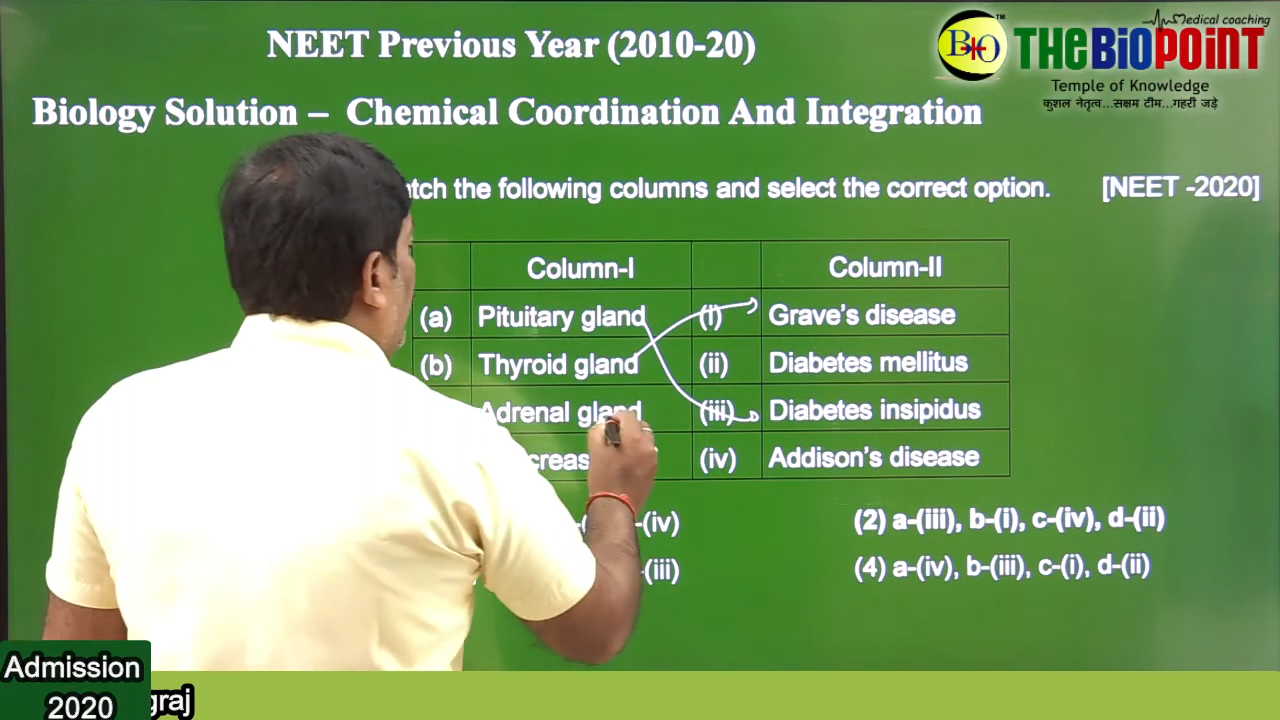 NEET Previous Year (2010-20)
Medical coaching
B+IO THEBiOPOiNT
TM
Temple of Knowledge
कुशल नेतृत्व...सक्षम टीम...गहरी जड़े
Biology Solution – Chemical Coordination And Integration
the following columns and select the correct option. [NEET -2020]
Column-I Column-II
(a) Pituitary gland (i) Grave's disease
(b) Thyroid gland (ii) Diabetes mellitus
Adrenal gland (iii) Diabetes insipidus
(iv) Addison's disease
-(iv) (2) a-(iii), b-(i), c-(iv), d-(ii)
-(iii) (4) a-(iv), b-(iii), c-(i), d-(ii)
Admission
2020